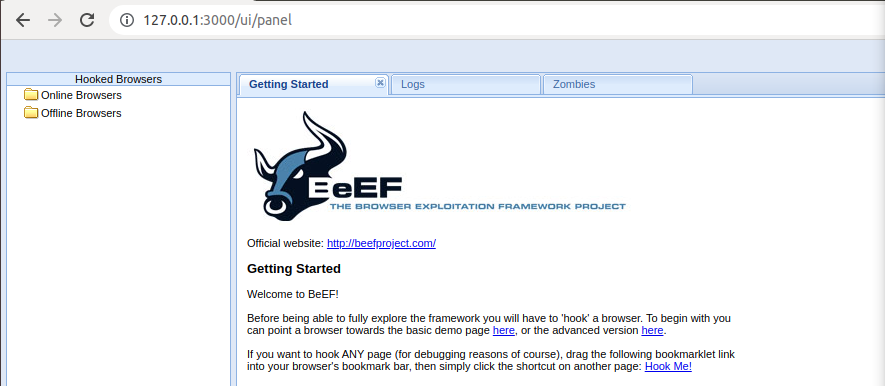 127.0.0.1:3000/ui/panel
Hooked Browsers
Online Browsers
Offline Browsers
Getting Started
Logs
Zombies
BeEF
THE BROWSER EXPLOITATION FRAMEWORK PROJECT
Official website: http://beefproject.com/
Getting Started
Welcome to BeEF!
Before being able to fully explore the framework you will have to 'hook' a browser. To begin with you
can point a browser towards the basic demo page here, or the advanced version here.
If you want to hook ANY page (for debugging reasons of course), drag the following bookmarklet link
into your browser's bookmark bar, then simply click the shortcut on another page: Hook Me!